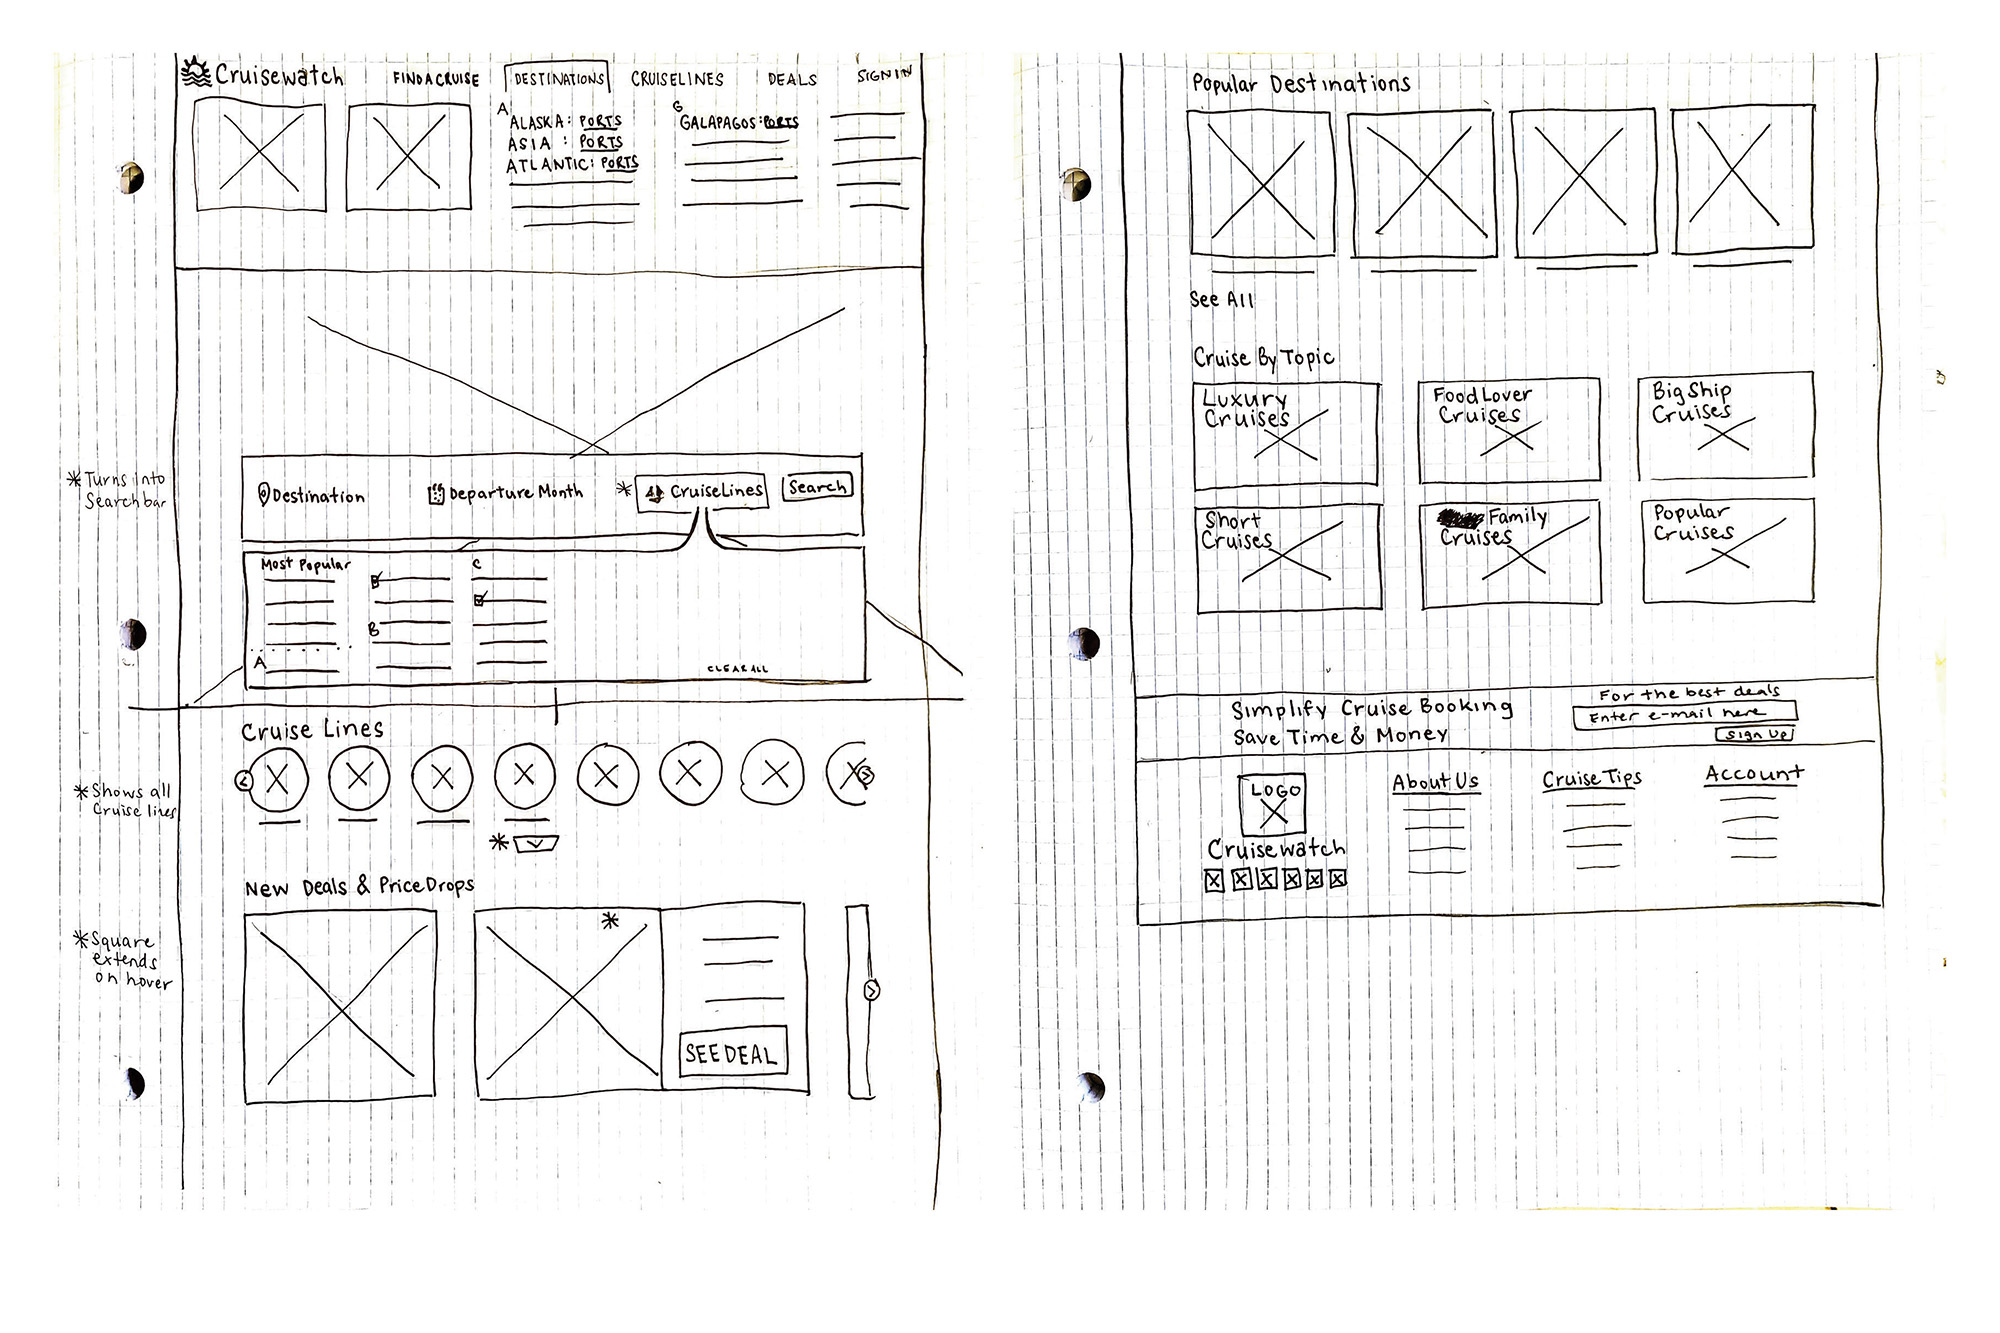 Cruisewatch FIND A CRUISE DESTINATIONS CRUISELINES DEALS SIGN IN
A
ALASKA: PORTS
ASIA : PORTS
ATLANTIC: PORTS
G
GALAPAGOS: PORTS
* Turns into
Search bar
Destination Departure Month * CruiseLines Search
Most Popular
B
A
C
CLEAR ALL
Cruise Lines
* Shows all
Cruise lines
*
New Deals & Price Drops
* Square
extends
on hover
*
SEE DEAL
Popular Destinations
See All
Cruise By Topic
Luxury
Cruises
Food Lover
Cruises
Big Ship
Cruises
Short
Cruises
Family
Cruises
Popular
Cruises
Simplify Cruise Booking
Save Time & Money
For the best deals
Enter e-mail here
Sign Up
LOGO
Cruisewatch
About Us
Cruise Tips
Account